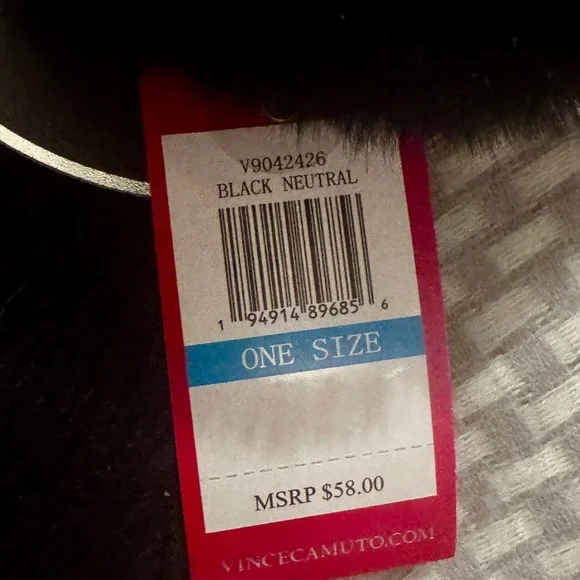 V9042426
BLACK NEUTRAL
1 94914 89685 6
ONE SIZE
MSRP $58.00
VINCECAMUTO.COM